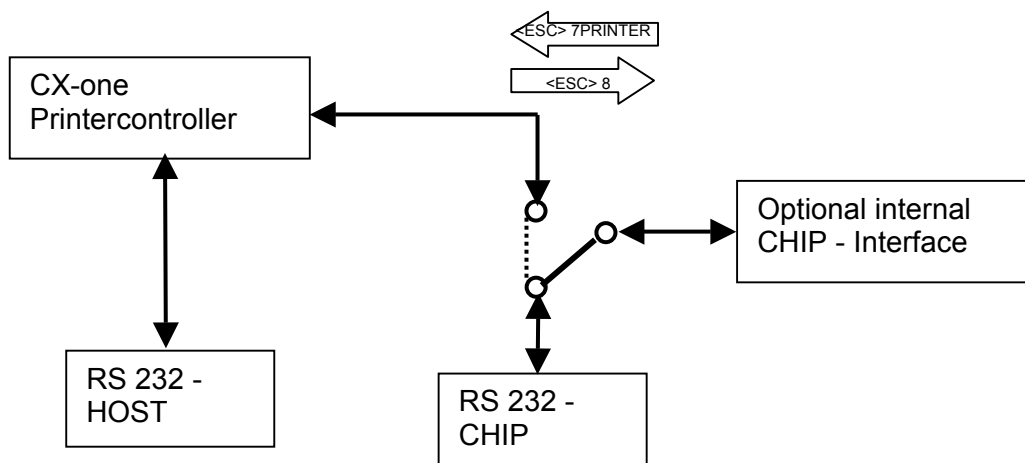 <ESC> 7PRINTER
<ESC> 8
CX-one
Printercontroller
Optional internal
CHIP - Interface
RS 232 -
HOST
RS 232 -
CHIP